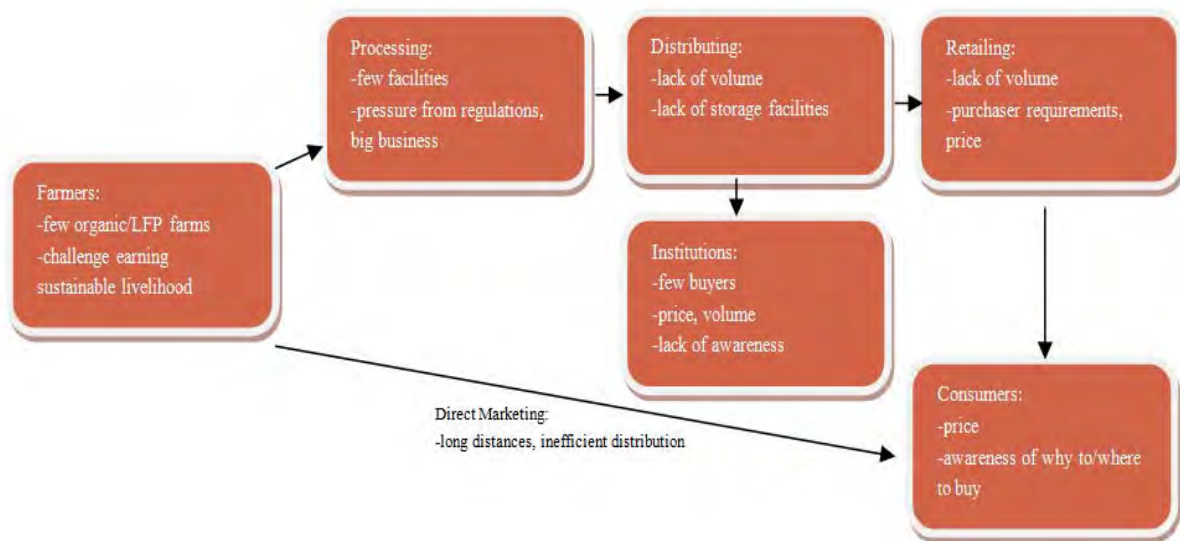 Processing:
-few facilities
-pressure from regulations,
big business
Distributing:
-lack of volume
-lack of storage facilities
Retailing:
-lack of volume
-purchaser requirements,
price
Farmers:
-few organic/LFP farms
-challenge earning
sustainable livelihood
Institutions:
-few buyers
-price, volume
-lack of awareness
Direct Marketing:
-long distances, inefficient distribution
Consumers:
-price
-awareness of why to/where
to buy